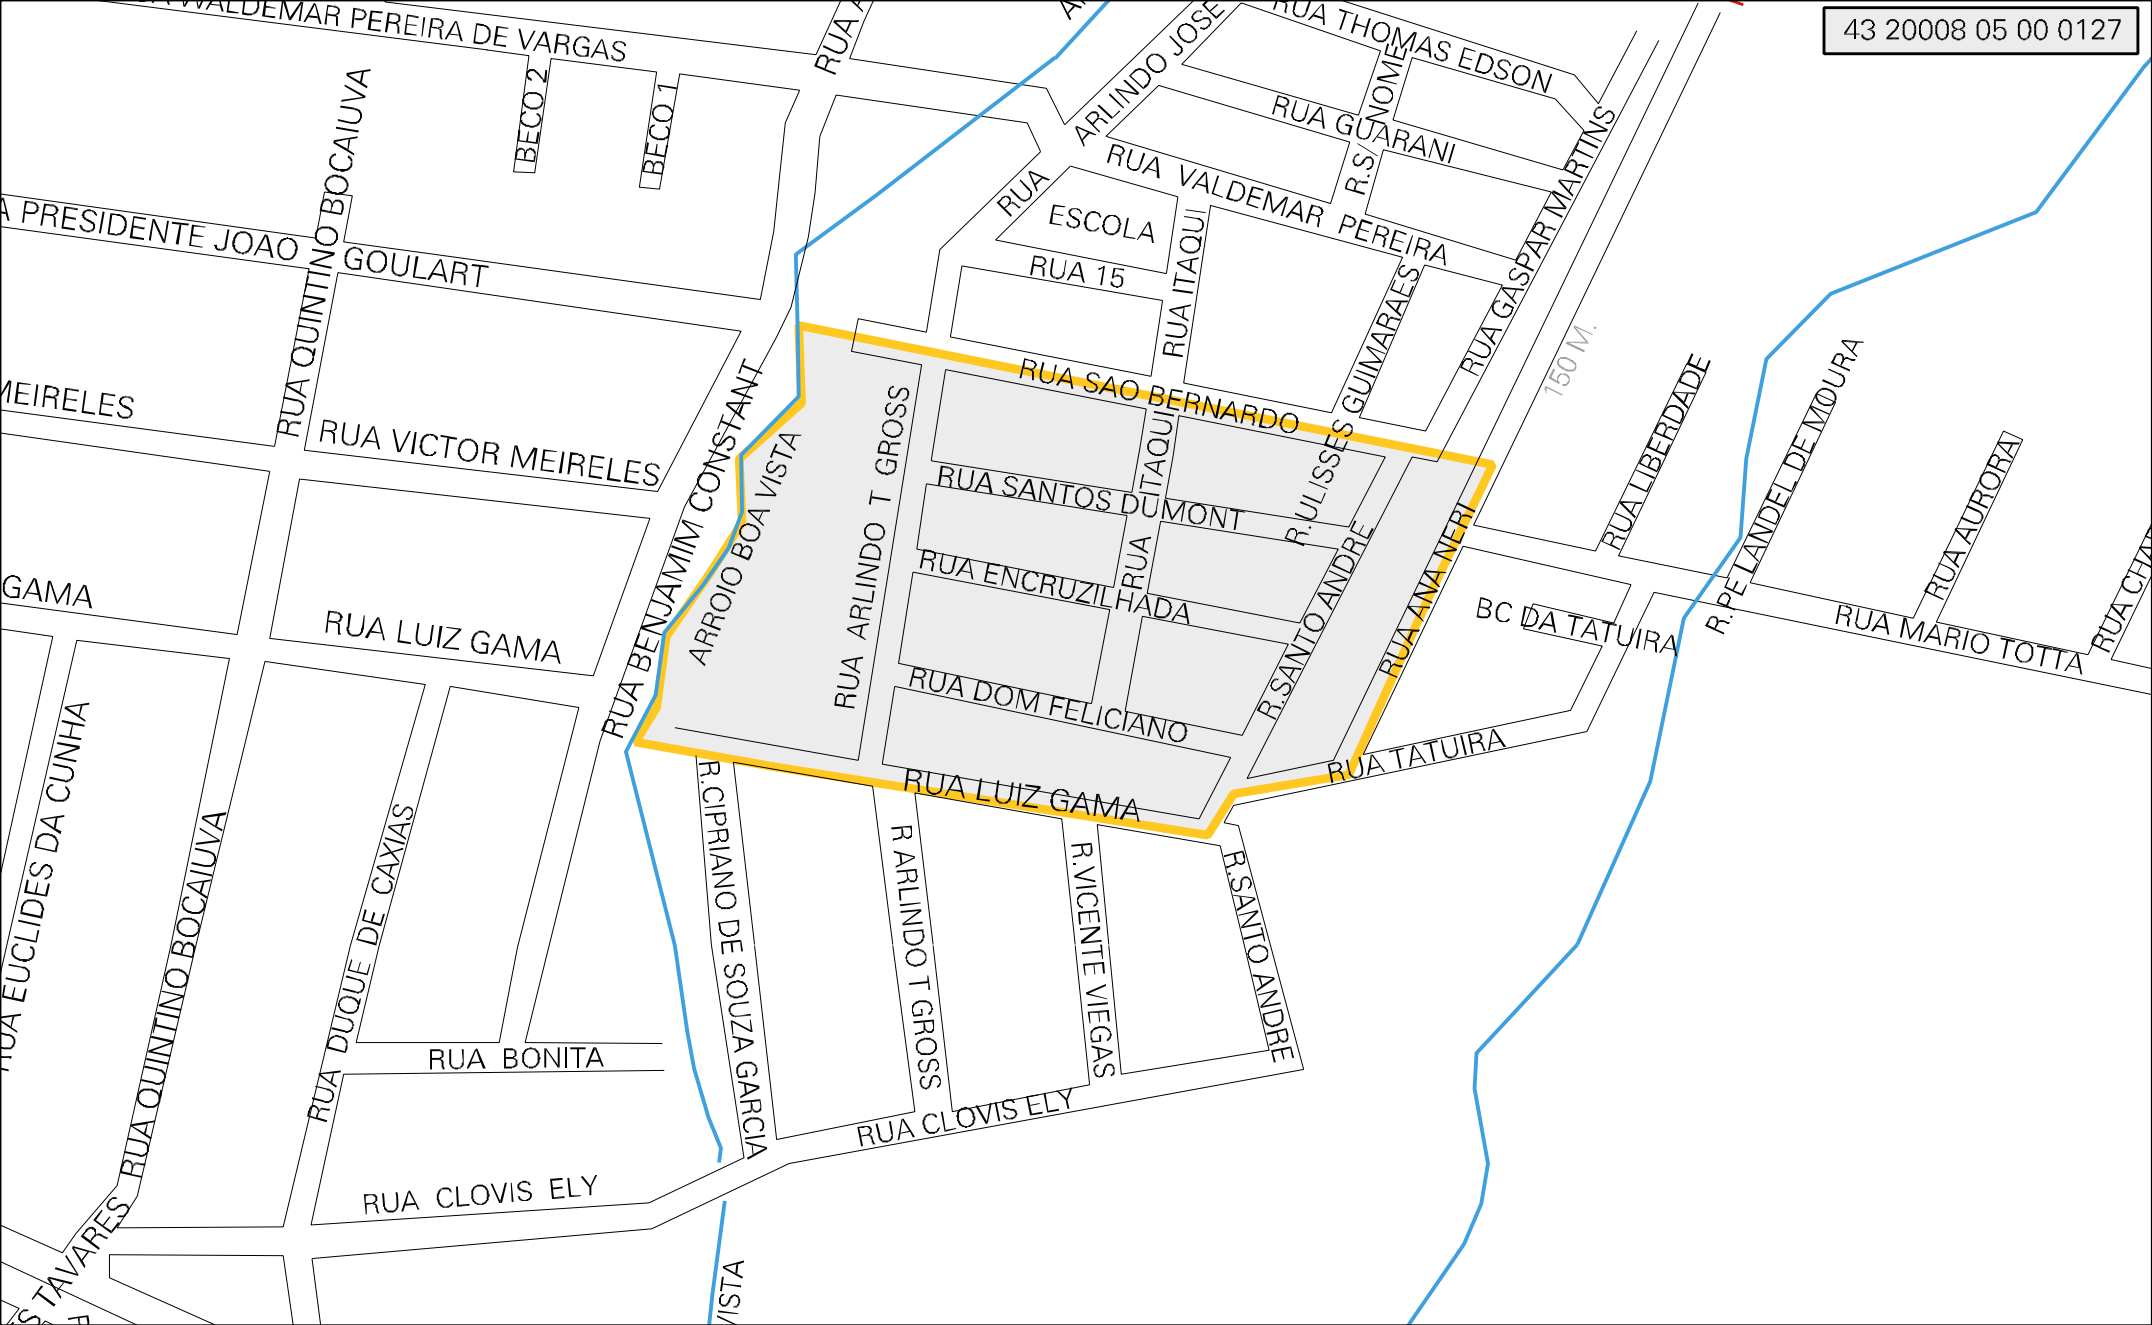 43 20008 05 00 0127
WALDEMAR PEREIRA DE VARGAS
BECO 2
BECO 1
RUA QUINTINO BOCAIUVA
PRESIDENTE JOAO GOULART
ARLINDO JOSE
RUA
RUA THOMAS EDSON
RUA GUARANI
R.S/ NOME
RUA VALDEMAR PEREIRA
ESCOLA
RUA 15
RUA ITAQUI
RUA GASPAR MARTINS
R. ULISSES GUIMARAES
150 M.
MEIRELES
RUA VICTOR MEIRELES
RUA BENJAMIM CONSTANT
ARROIO BOA VISTA
RUA ARLINDO T GROSS
RUA SAO BERNARDO
RUA SANTOS DUMONT
RUA ITAQUI
RUA ENCRUZILHADA
RUA DOM FELICIANO
RUA LUIZ GAMA
R.SANTO ANDRE
RUA ANA NERI
RUA LIBERDADE
R. PE LANDEL DE MOURA
RUA AURORA
RUA CHAR
BC DA TATUIRA
RUA MARIO TOTTA
RUA TATUIRA
GAMA
RUA LUIZ GAMA
RUA EUCLIDES DA CUNHA
RUA QUINTINO BOCAIUVA
RUA DUQUE DE CAXIAS
R.CIPRIANO DE SOUZA GARCIA
R ARLINDO T GROSS
R.VICENTE VIEGAS
R.SANTO ANDRE
RUA BONITA
RUA CLOVIS ELY
RUA CLOVIS ELY
TAVARES
VISTA